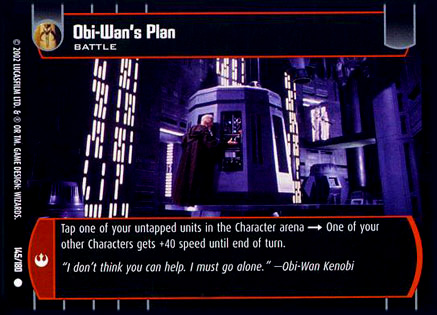 Obi-Wan's Plan
BATTLE
Tap one of your untapped units in the Character arena → One of
your other Characters gets +40 speed until end of turn.
"I don't think you can help. I must go alone." —Obi-Wan Kenobi
© 2002 LUCASFILM LTD. & ® OR TM. GAME DESIGN: WIZARDS.
145/180